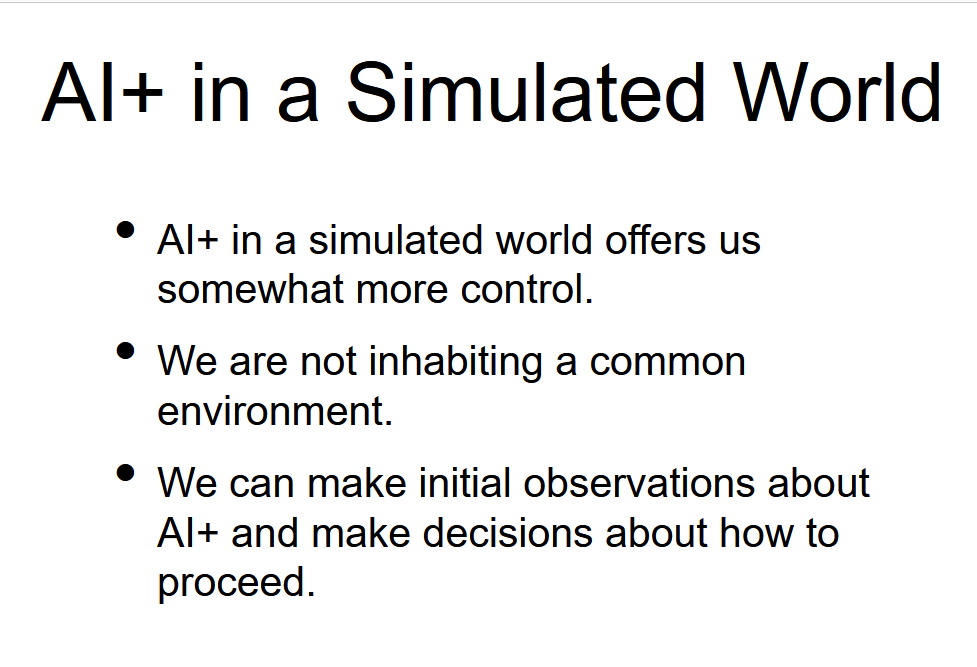 AI+ in a Simulated World
• AI+ in a simulated world offers us
somewhat more control.
• We are not inhabiting a common
environment.
• We can make initial observations about
AI+ and make decisions about how to
proceed.